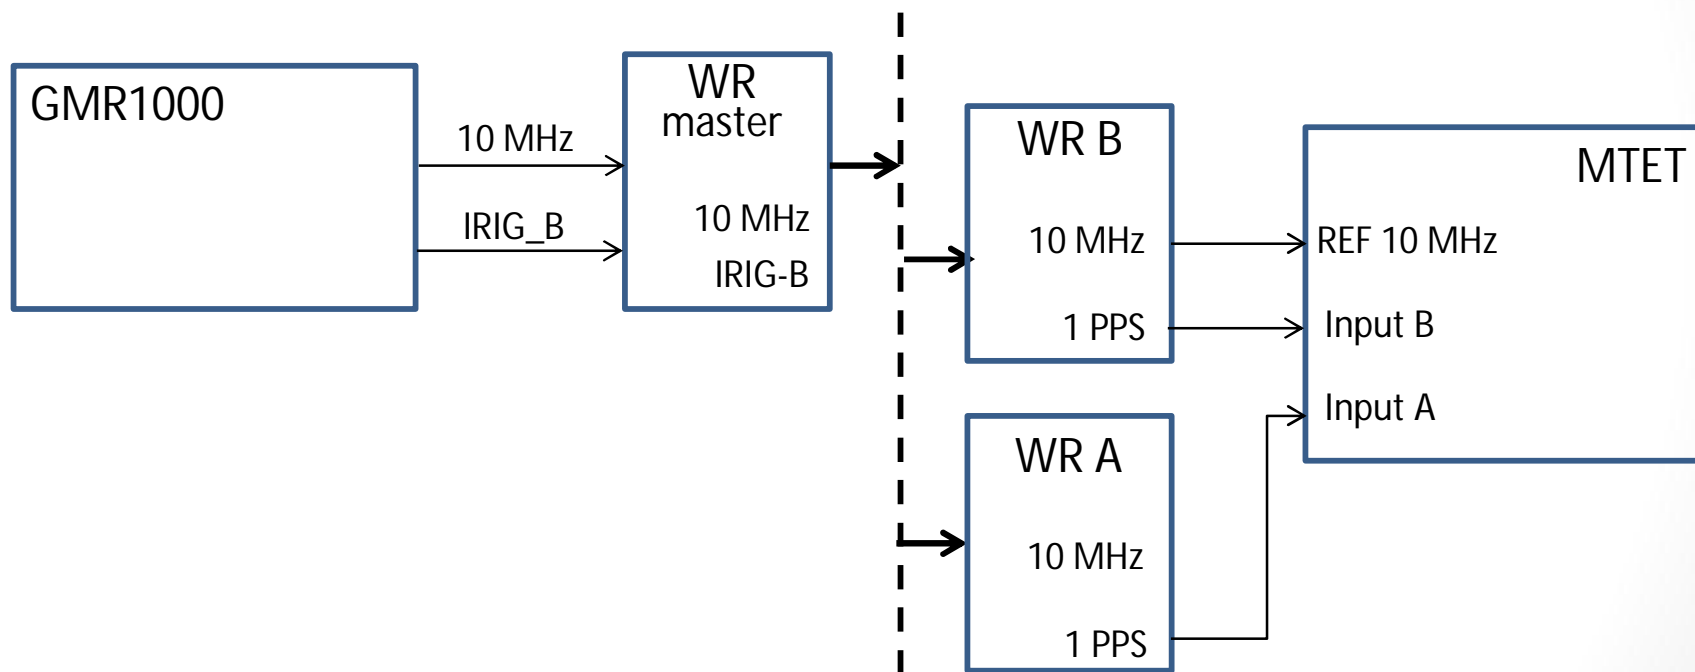 GMR1000
10 MHz
IRIG_B
WR
master
10 MHz
IRIG-B
WR B
10 MHz
1 PPS
WR A
10 MHz
1 PPS
MTET
REF 10 MHz
Input B
Input A